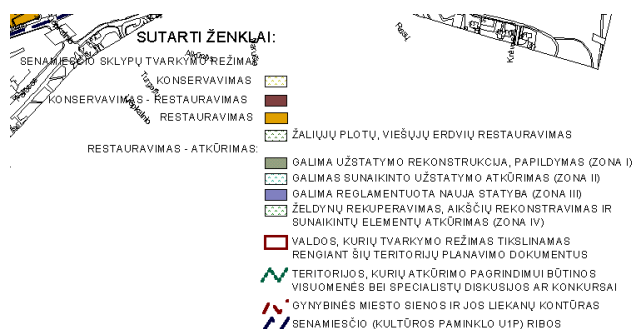 SUTARTI ŽENKLAI:
SENAMIESČIO SKLYPŲ TVARKYMO REŽIMAI
KONSERVAVIMAS
KONSERVAVIMAS - RESTAURAVIMAS
RESTAURAVIMAS
ŽALIŲJŲ PLOTŲ, VIEŠŲJŲ ERDVIŲ RESTAURAVIMAS
RESTAURAVIMAS - ATKŪRIMAS:
GALIMA UŽSTATYMO REKONSTRUKCIJA, PAPILDYMAS (ZONA I)
GALIMAS SUNAIKINTO UŽSTATYMO ATKŪRIMAS (ZONA II)
GALIMA REGLAMENTUOTA NAUJA STATYBA (ZONA III)
ŽELDYNŲ REKUPERAVIMAS, AIKŠČIŲ REKONSTRAVIMAS IR
SUNAIKINTŲ ELEMENTŲ ATKŪRIMAS (ZONA IV)
VALDOS, KURIŲ TVARKYMO REŽIMAS TIKSLINAMAS
RENGIANT ŠIŲ TERITORIJŲ PLANAVIMO DOKUMENTUS
TERITORIJOS, KURIŲ ATKŪRIMO PAGRINDIMUI BŪTINOS
VISUOMENĖS BEI SPECIALISTŲ DISKUSIJOS AR KONKURSAI
GYNYBINĖS MIESTO SIENOS IR JOS LIEKANŲ KONTŪRAS
SENAMIESČIO (KULTŪROS PAMINKLO U1P) RIBOS